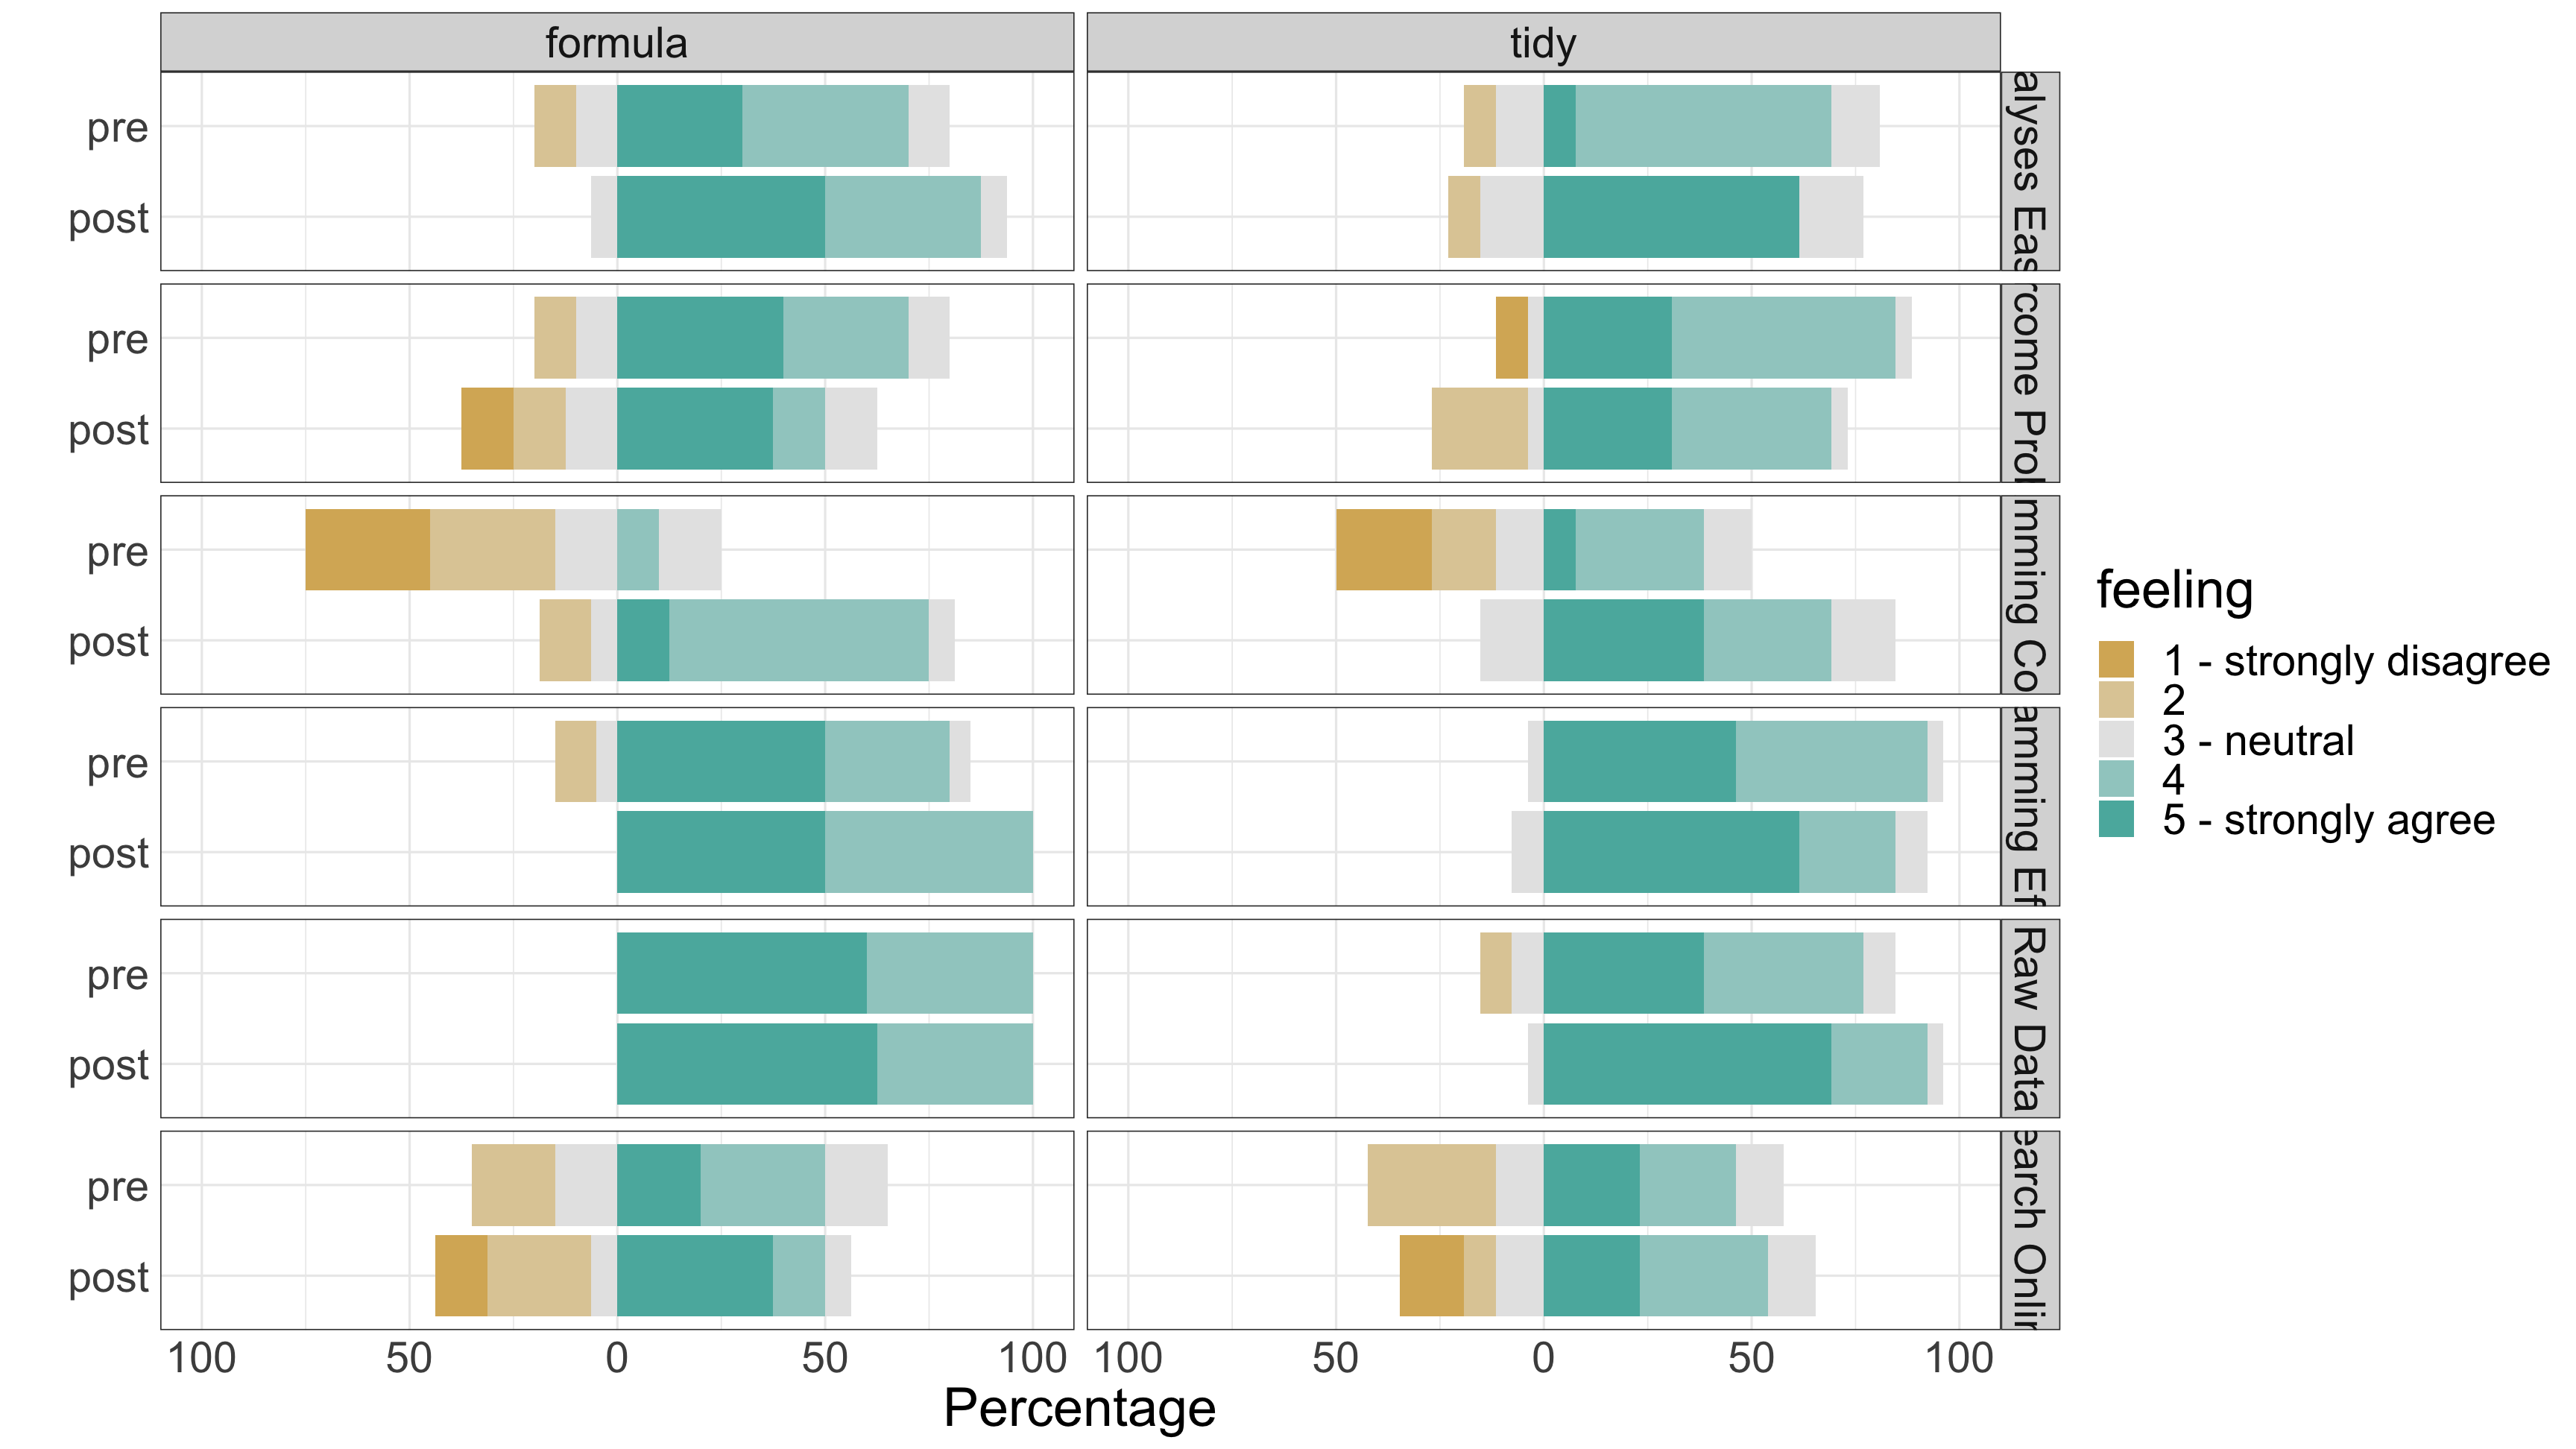 formula tidy
pre
post
alyses Eas
pre
post
come Pro
pre
post
mming Co
pre
post
amming Ef
pre
post
Raw Data
pre
post
earch Onlin
100 50 0 50 100 100 50 0 50 100
Percentage
feeling
1 - strongly disagree
2
3 - neutral
4
5 - strongly agree